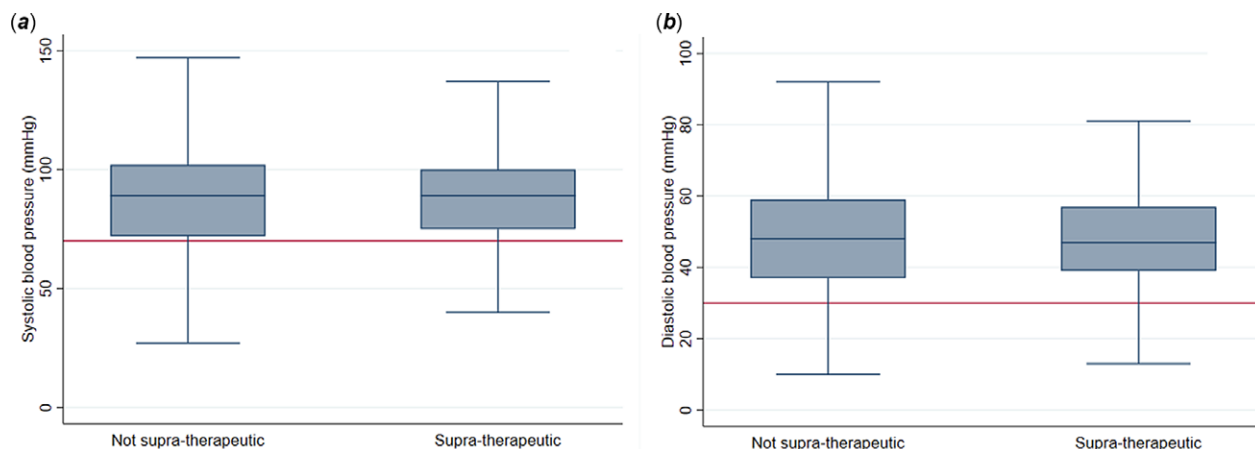 (a)
Systolic blood pressure (mmHg)
150
100
50
0
Not supra-therapeutic Supra-therapeutic
(b)
Diastolic blood pressure (mmHg)
100
80
60
40
20
0
Not supra-therapeutic Supra-therapeutic